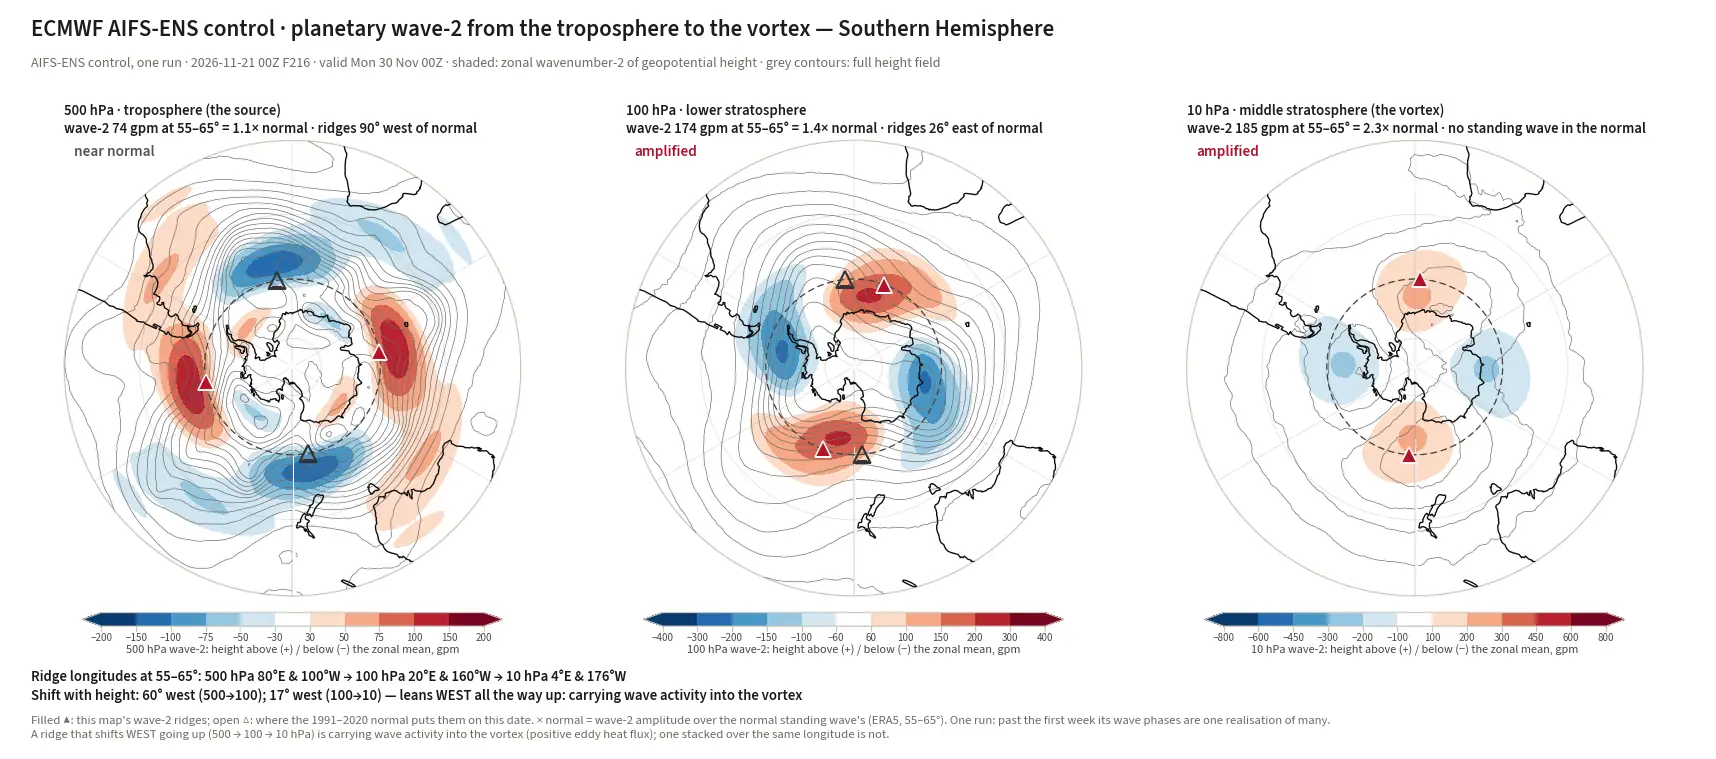 ECMWF AIFS-ENS control · planetary wave-2 from the troposphere to the vortex — Southern Hemisphere
AIFS-ENS control, one run · 2026-11-21 00Z F216 · valid Mon 30 Nov 00Z · shaded: zonal wavenumber-2 of geopotential height · grey contours: full height field
500 hPa · troposphere (the source)
wave-2 74 gpm at 55–65° = 1.1× normal · ridges 90° west of normal
near normal
100 hPa · lower stratosphere
wave-2 174 gpm at 55–65° = 1.4× normal · ridges 26° east of normal
amplified
10 hPa · middle stratosphere (the vortex)
wave-2 185 gpm at 55–65° = 2.3× normal · no standing wave in the normal
amplified
−200 −150 −100 −75 −50 −30 30 50 75 100 150 200
500 hPa wave-2: height above (+) / below (−) the zonal mean, gpm
−400 −300 −200 −150 −100 −60 60 100 150 200 300 400
100 hPa wave-2: height above (+) / below (−) the zonal mean, gpm
−800 −600 −450 −300 −200 −100 100 200 300 450 600 800
10 hPa wave-2: height above (+) / below (−) the zonal mean, gpm
Ridge longitudes at 55–65°: 500 hPa 80°E & 100°W → 100 hPa 20°E & 160°W → 10 hPa 4°E & 176°W
Shift with height: 60° west (500→100); 17° west (100→10) — leans WEST all the way up: carrying wave activity into the vortex
Filled ▲: this map's wave-2 ridges; open △: where the 1991–2020 normal puts them on this date. × normal = wave-2 amplitude over the normal standing wave's (ERA5, 55–65°). One run: past the first week its wave phases are one realisation of many.
A ridge that shifts WEST going up (500 → 100 → 10 hPa) is carrying wave activity into the vortex (positive eddy heat flux); one stacked over the same longitude is not.